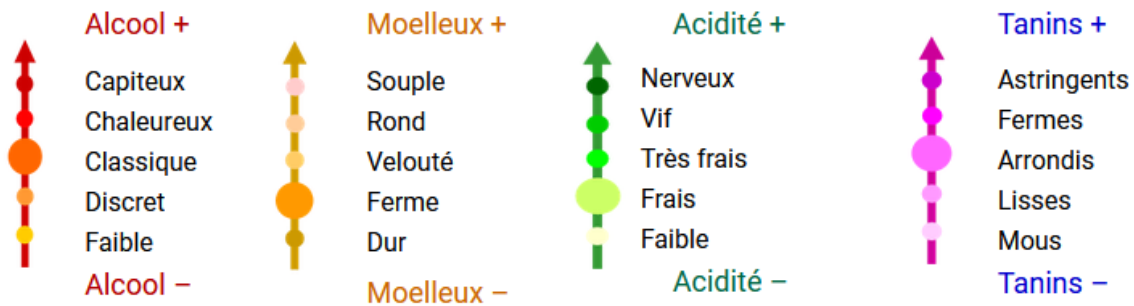 Alcool +
Capiteux
Chaleureux
Classique
Discret
Faible
Alcool –
Moelleux +
Souple
Rond
Velouté
Ferme
Dur
Moelleux –
Acidité +
Nerveux
Vif
Très frais
Frais
Faible
Acidité –
Tanins +
Astringents
Fermes
Arrondis
Lisses
Mous
Tanins –